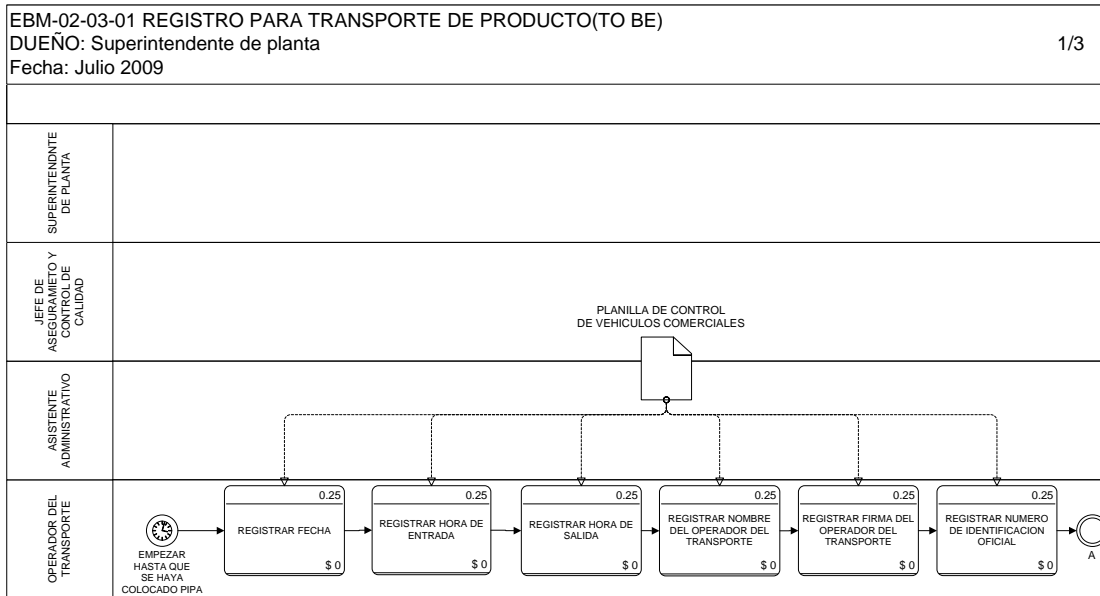 EBM-02-03-01 REGISTRO PARA TRANSPORTE DE PRODUCTO(TO BE)
DUEÑO: Superintendente de planta
1/3
Fecha: Julio 2009
SUPERINTENDNTE
DE PLANTA
JEFE DE
ASEGURAMIETO Y
CONTROL DE
CALIDAD
PLANILLA DE CONTROL
DE VEHICULOS COMERCIALES
ASISTENTE
ADMINISTRATIVO
OPERADOR DEL
TRANSPORTE
EMPEZAR
HASTA QUE
SE HAYA
COLOCADO PIPA
0.25
REGISTRAR FECHA
$ 0
0.25
REGISTRAR HORA DE
ENTRADA
$ 0
0.25
REGISTRAR HORA DE
SALIDA
$ 0
0.25
REGISTRAR NOMBRE
DEL OPERADOR DEL
TRANSPORTE
$ 0
0.25
REGISTRAR FIRMA DEL
OPERADOR DEL
TRANSPORTE
$ 0
0.25
REGISTRAR NUMERO
DE IDENTIFICACION
OFICIAL
$ 0
A